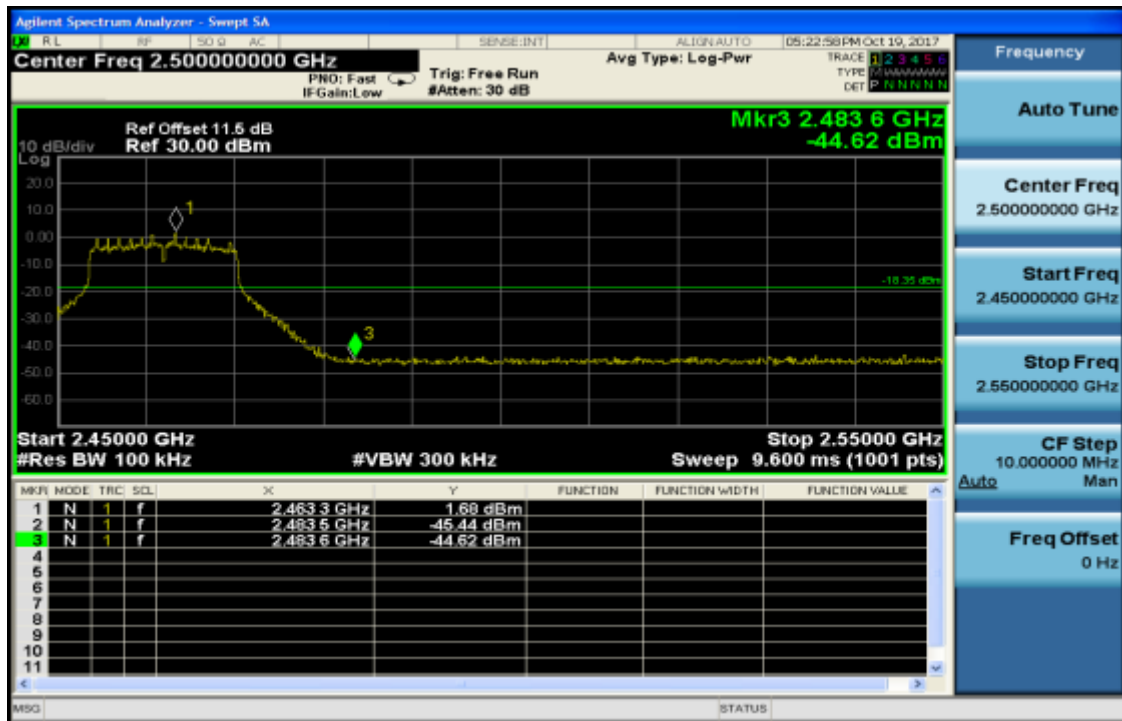 Agilent Spectrum Analyzer - Swept SA
RL RF 50 Ω AC SENSE:INT ALIGNAUTO 05:22:58PM Oct 19, 2017
Center Freq 2.500000000 GHz Avg Type: Log-Pwr TRACE 1 2 3 4 5 6
PNO: Fast Trig: Free Run TYPE
IFGain:Low #Atten: 30 dB DET P N N N N N
Ref Offset 11.5 dB Mkr3 2.483 6 GHz
10 dB/div Ref 30.00 dBm -44.62 dBm
Log
20.0
10.0
0.00
-10.0
-20.0
-30.0
-40.0
-50.0
-60.0
1
-18.35 dBm
3
Start 2.45000 GHz Stop 2.55000 GHz
#Res BW 100 kHz #VBW 300 kHz Sweep 9.600 ms (1001 pts)
MKR MODE TRC SCL X Y FUNCTION FUNCTION WIDTH FUNCTION VALUE
1 N 1 f 2.463 3 GHz 1.68 dBm
2 N 1 f 2.483 5 GHz -45.44 dBm
3 N 1 f 2.483 6 GHz -44.62 dBm
4
5
6
7
8
9
10
11
MSG STATUS
Frequency
Auto Tune
Center Freq
2.500000000 GHz
Start Freq
2.450000000 GHz
Stop Freq
2.550000000 GHz
CF Step
10.000000 MHz
Auto Man
Freq Offset
0 Hz